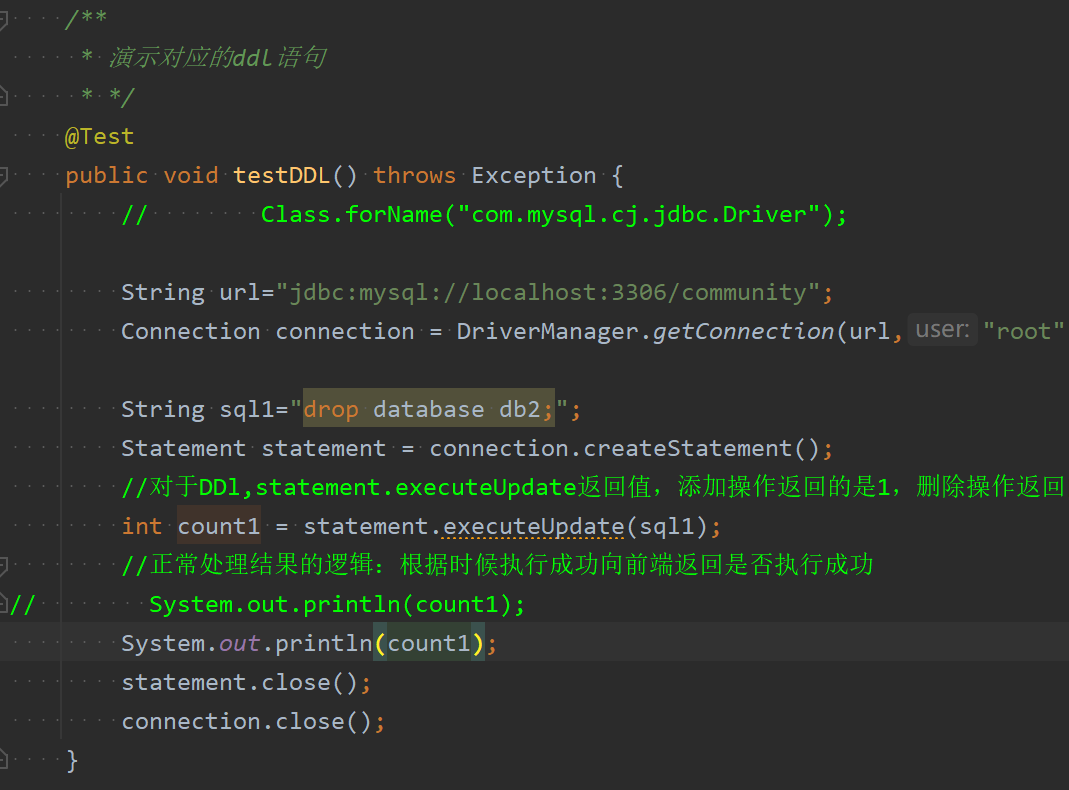 /**
* 演示对应的ddl语句
* */
@Test
public void testDDL() throws Exception {
// Class.forName("com.mysql.cj.jdbc.Driver");
String url="jdbc:mysql://localhost:3306/community";
Connection connection = DriverManager.getConnection(url, user: "root"
String sql1="drop database db2;";
Statement statement = connection.createStatement();
//对于DDl,statement.executeUpdate返回值，添加操作返回的是1，删除操作返回
int count1 = statement.executeUpdate(sql1);
//正常处理结果的逻辑：根据时候执行成功向前端返回是否执行成功
// System.out.println(count1);
System.out.println(count1);
statement.close();
connection.close();
}